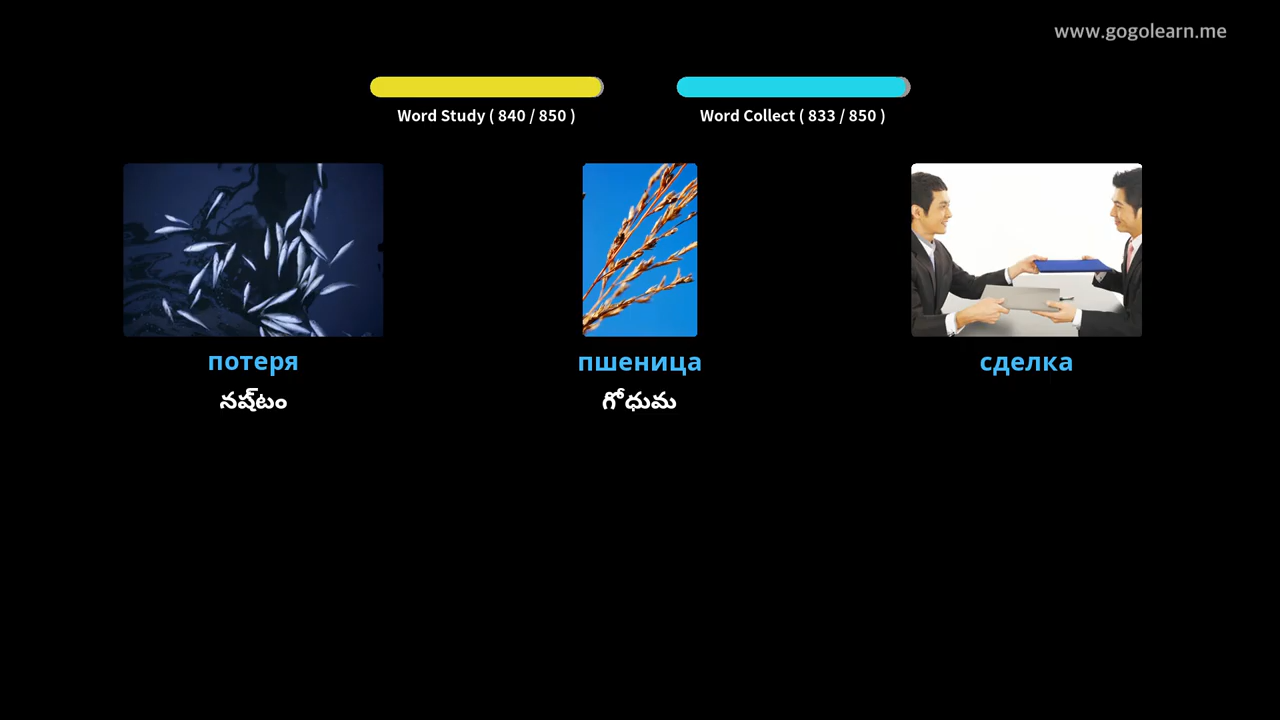 www.gogolearn.me
Word Study ( 840 / 850 )
Word Collect ( 833 / 850 )
потеря
пшеница
сделка
నష్టం
గోధుమ